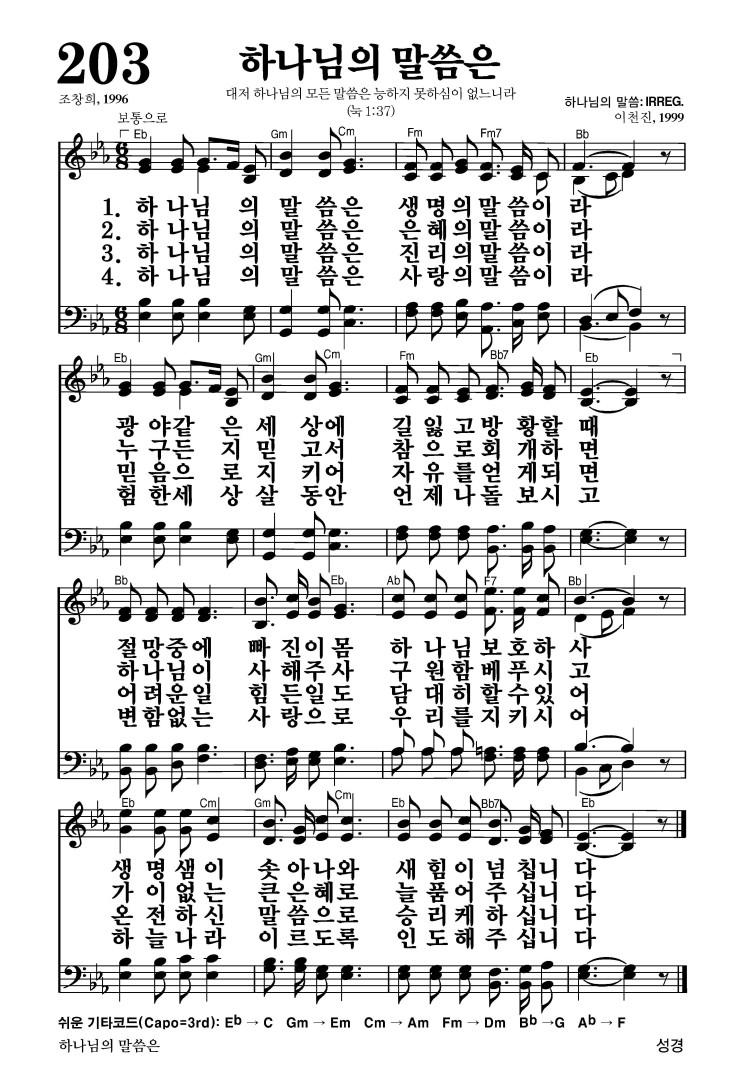 203
하나님의 말씀은
대저 하나님의 모든 말씀은 능하지 못하심이 없느니라
(눅 1:37)
조창희, 1996
하나님의 말씀: IRREG.
이천진, 1999
보통으로
Eb Gm Cm Fm Fm7 Bb
1. 하 나님 의 말 씀은 생 명의말 씀이 라
2. 하 나님 의 말 씀은 은 혜의말 씀이 라
3. 하 나님 의 말 씀은 진 리의말 씀이 라
4. 하 나님 의 말 씀은 사 랑의말 씀이 라
Eb Gm Cm Fm Bb7 Eb
광 야같 은 세 상에 길 잃 고 방 황할 때
누 구든 지 믿 고서 참 으 로 회 개하 면
믿 음으 로 지 키어 자 유 를 얻 게되 면
험 한세 상 살 동안 언 제 나 돌 보시 고
Bb Eb Ab F7 Bb
절 망중에 빠 진이 몸 하 나 님 보 호하 사
하 나님이 사 해주 사 구 원 함 베 푸시 고
어 려운일 힘 든일 도 담 대 히 할 수있 어
변 함없는 사 랑으 로 우 리 를 지 키시 어
Eb Cm Gm Cm Eb Bb7 Eb
생 명 샘 이 솟 아나와 새 힘 이 넘 칩니 다
가 이 없 는 큰 은혜로 늘 품 어 주 십니 다
온 전 하 신 말 씀으로 승 리 케 하 십니 다
하 늘 나 라 이 르도록 인 도 해 주 십니 다
쉬운 기타코드(Capo=3rd): Eb → C Gm → Em Cm → Am Fm → Dm Bb → G Ab → F
하나님의 말씀은
성경